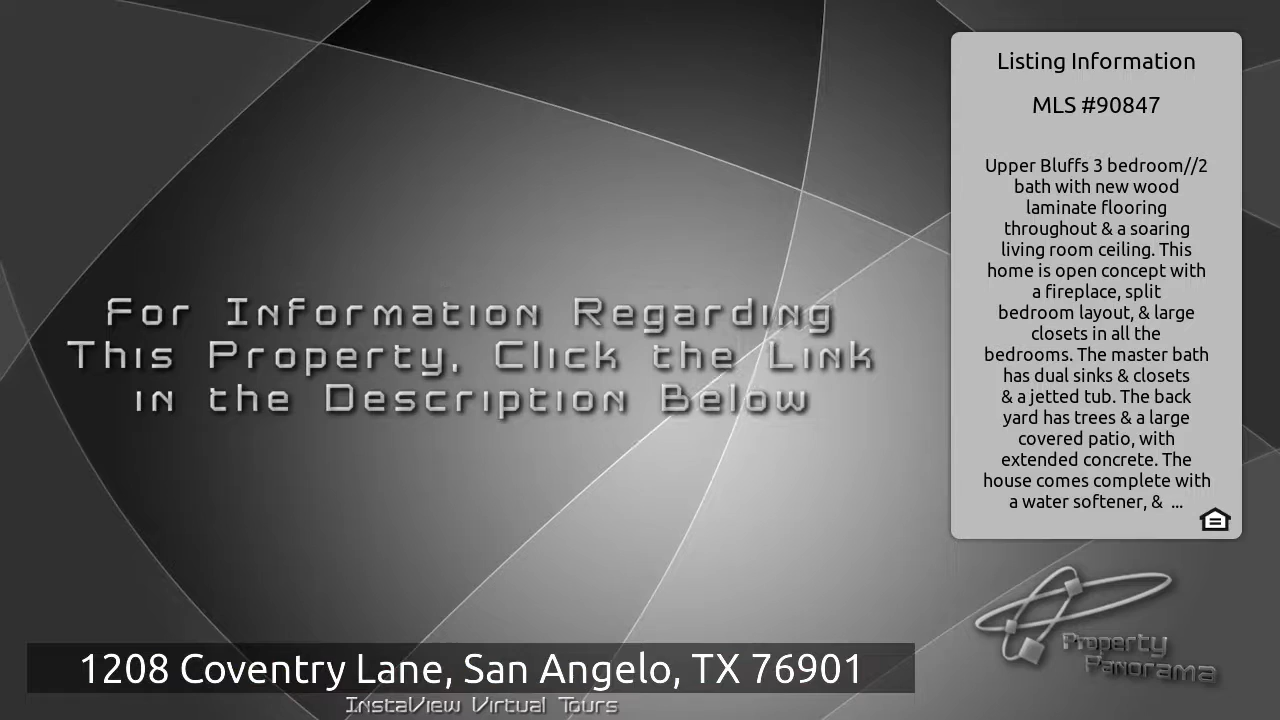 For Information Regarding
This Property, Click the Link
in the Description Below
Listing Information
MLS #90847
Upper Bluffs 3 bedroom//2
bath with new wood
laminate flooring
throughout & a soaring
living room ceiling. This
home is open concept with
a fireplace, split
bedroom layout, & large
closets in all the
bedrooms. The master bath
has dual sinks & closets
& a jetted tub. The back
yard has trees & a large
covered patio, with
extended concrete. The
house comes complete with
a water softener, & ...
Property
Panorama
1208 Coventry Lane, San Angelo, TX 76901
InstaView Virtual Tours